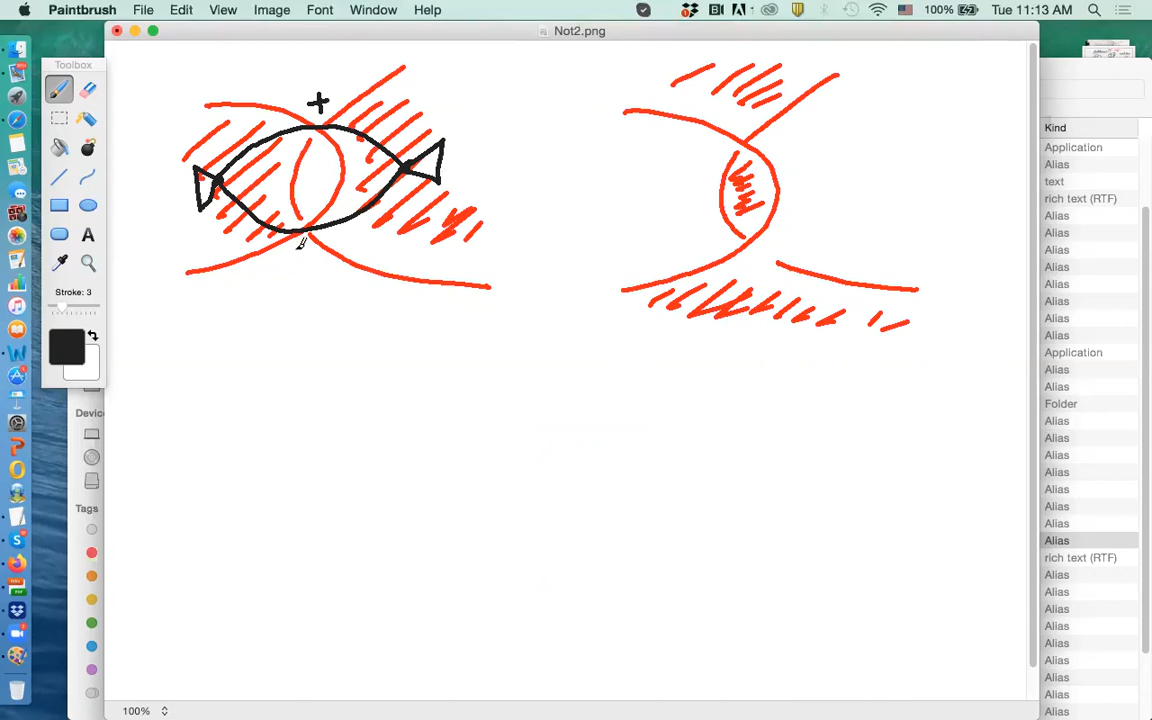 Paintbrush File Edit View Image Font Window Help 100% Tue 11:13 AM
Not2.png
Toolbox
+
A
Stroke: 3
Kind
Application
Alias
text
rich text (RTF)
Alias
Alias
Alias
Alias
Alias
Alias
Alias
Alias
Application
Alias
Alias
Folder
Alias
Alias
Alias
Alias
Alias
Alias
Alias
Alias
rich text (RTF)
Alias
Alias
Alias
Alias
Alias
Alias
Alias
Alias
Alias
Devic
Tags
100%